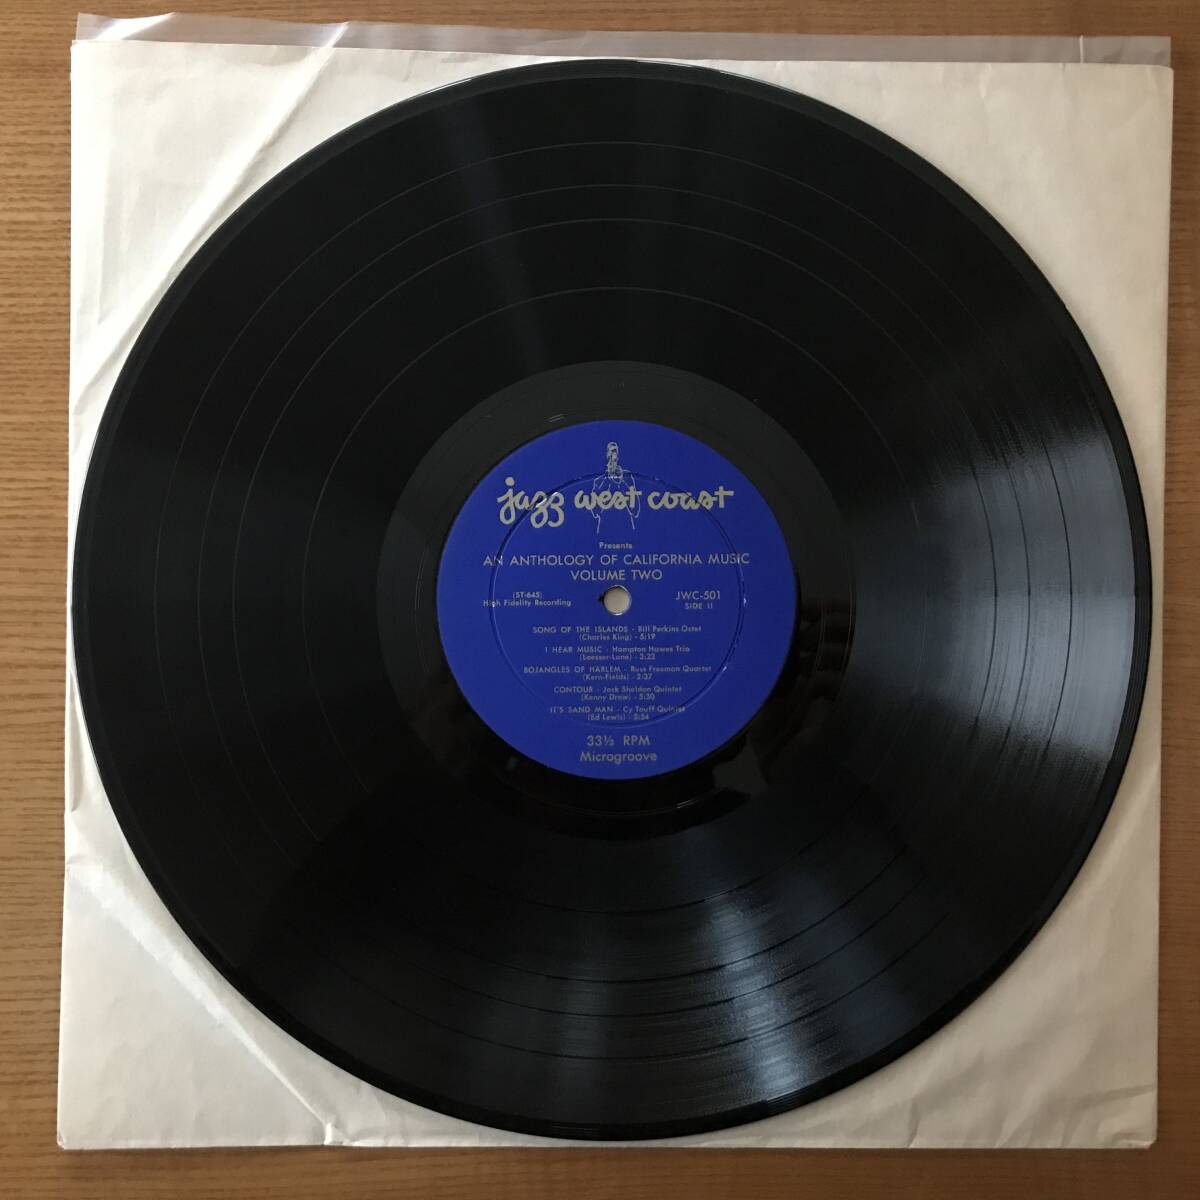 jazz west coast
Presents
AN ANTHOLOGY OF CALIFORNIA MUSIC
VOLUME TWO
(ST-645)
High Fidelity Recording
JWC-501
SIDE II
SONG OF THE ISLANDS - Bill Perkins Octet
(Charles King) - 5:19
I HEAR MUSIC - Hampton Hawes Trio
(Loesser-Lane) - 3:22
BOJANGLES OF HARLEM - Russ Freeman Quartet
(Kern-Fields) - 2:37
CONTOUR - Jack Sheldon Quintet
(Kenny Drew) - 5:30
IT'S SAND MAN - Cy Touff Quintet
(Ed Lewis) - 5:34
33⅓ RPM
Microgroove